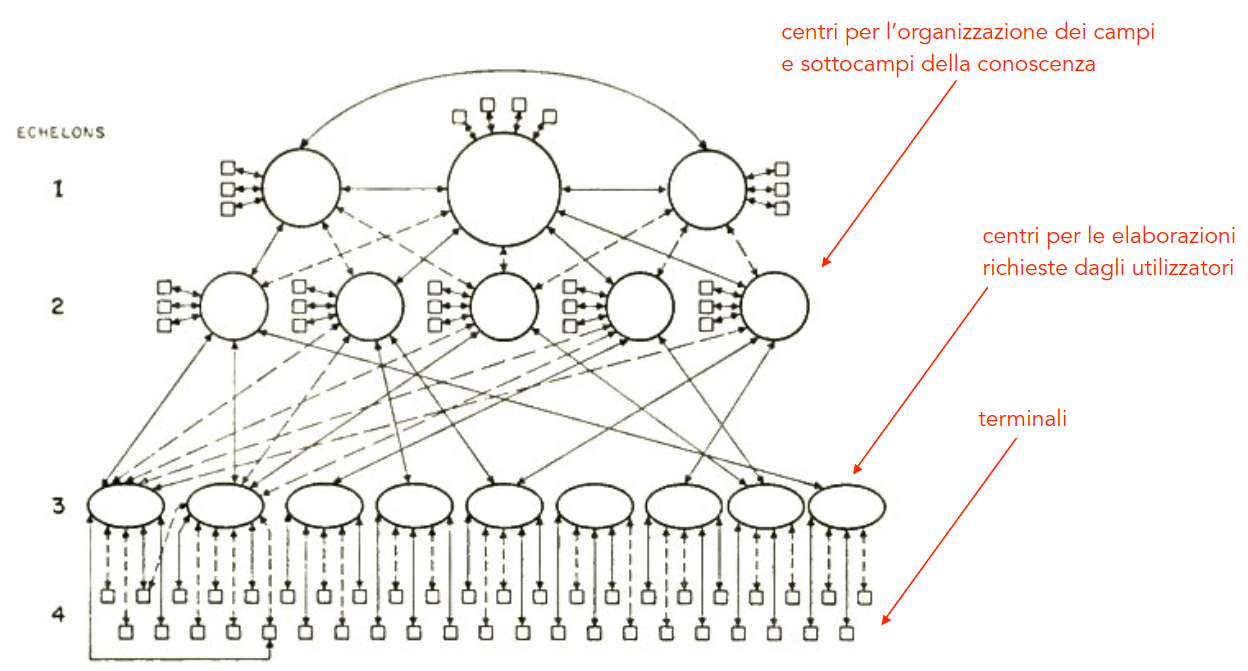 centri per l’organizzazione dei campi
e sottocampi della conoscenza
ECHELONS
1
centri per le elaborazioni
richieste dagli utilizzatori
2
terminali
3
4